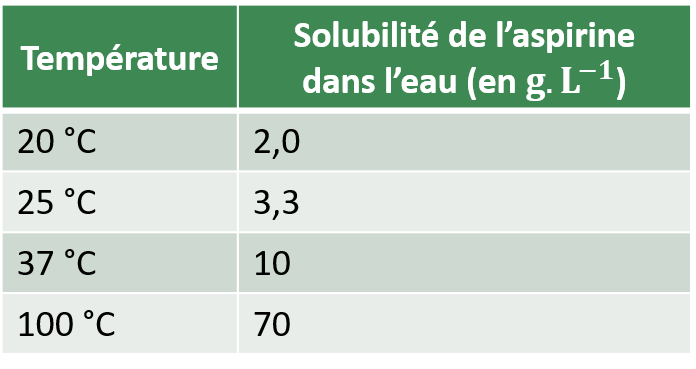 Température
Solubilité de l’aspirine
dans l’eau (en g. L⁻¹)
20 °C
2,0
25 °C
3,3
37 °C
10
100 °C
70